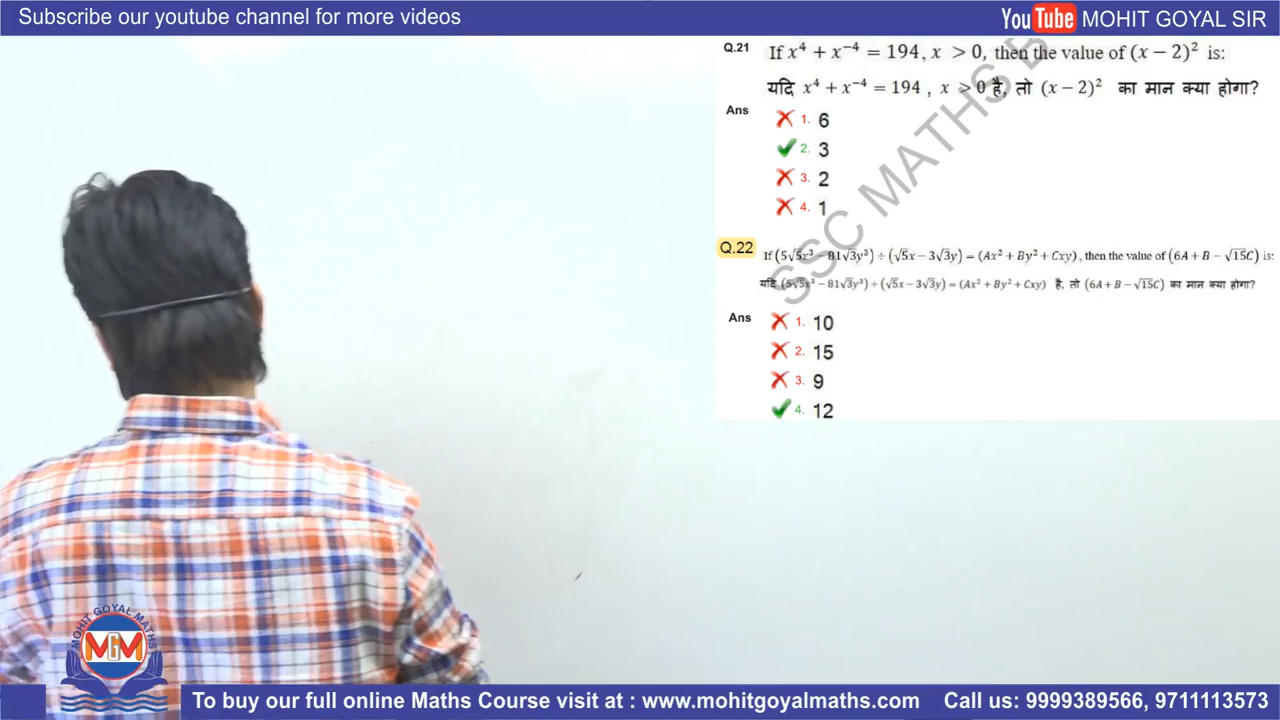 Subscribe our youtube channel for more videos
YouTube MOHIT GOYAL SIR
Q.21 If x⁴ + x⁻⁴ = 194, x > 0, then the value of (x − 2)² is:
यदि x⁴ + x⁻⁴ = 194 , x > 0 है, तो (x − 2)² का मान क्या होगा?
Ans
1. 6
2. 3
3. 2
4. 1
Q.22 If (5√5x³ − 81√3y³) ÷ (√5x − 3√3y) = (Ax² + By² + Cxy), then the value of (6A + B − √15C) is:
यदि (5√5x³ − 81√3y³) ÷ (√5x − 3√3y) = (Ax² + By² + Cxy) है, तो (6A + B − √15C) का मान क्या होगा?
Ans
1. 10
2. 15
3. 9
4. 12
SSC MATHS B
MOHIT GOYAL MATHS
MGM
To buy our full online Maths Course visit at : www.mohitgoyalmaths.com Call us: 9999389566, 9711113573